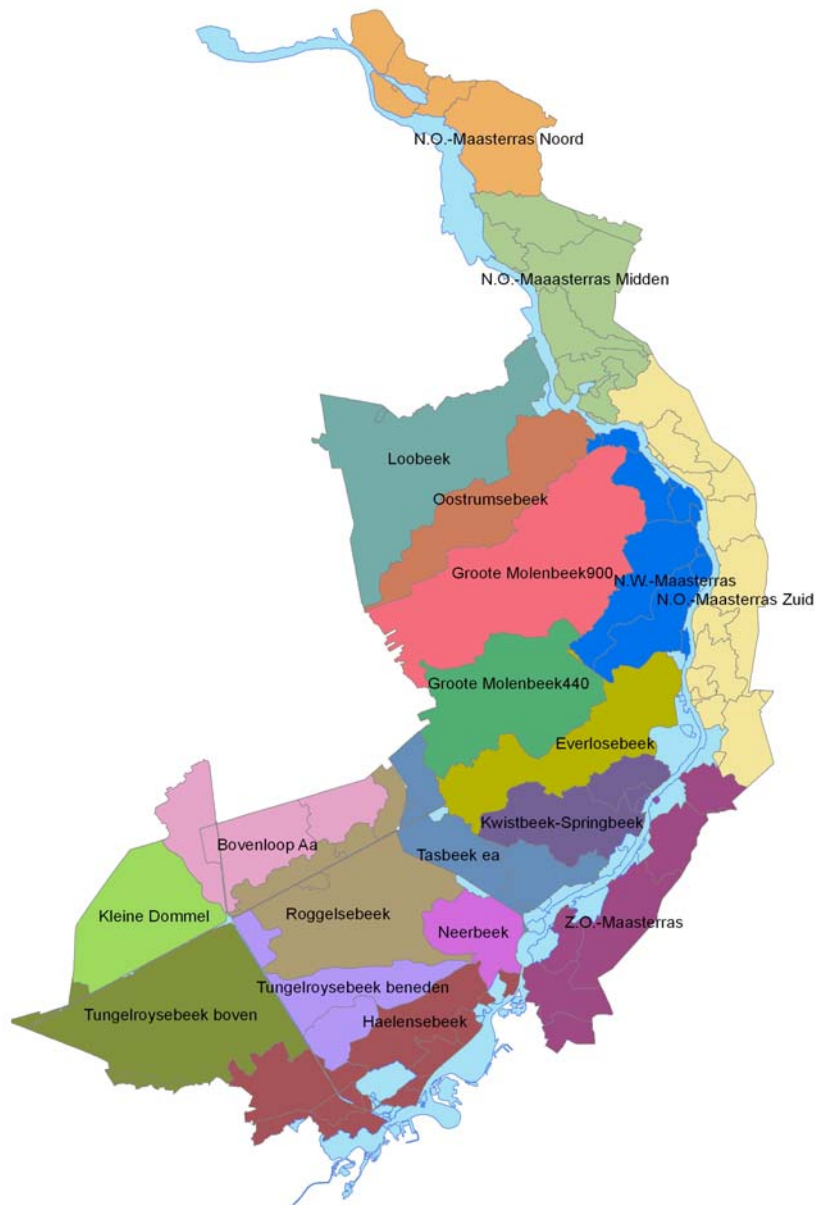 N.O.-Maasterras Noord
N.O.-Maaasterras Midden
Loobeek
Oostrumsebeek
Groote Molenbeek900
N.W.-Maasterras
N.O.-Maasterras Zuid
Groote Molenbeek440
Everlosebeek
Kwistbeek-Springbeek
Bovenloop Aa
Tasbeek ea
Kleine Dommel
Roggelsebeek
Neerbeek
Z.O.-Maasterras
Tungelroysebeek beneden
Tungelroysebeek boven
Haelensebeek